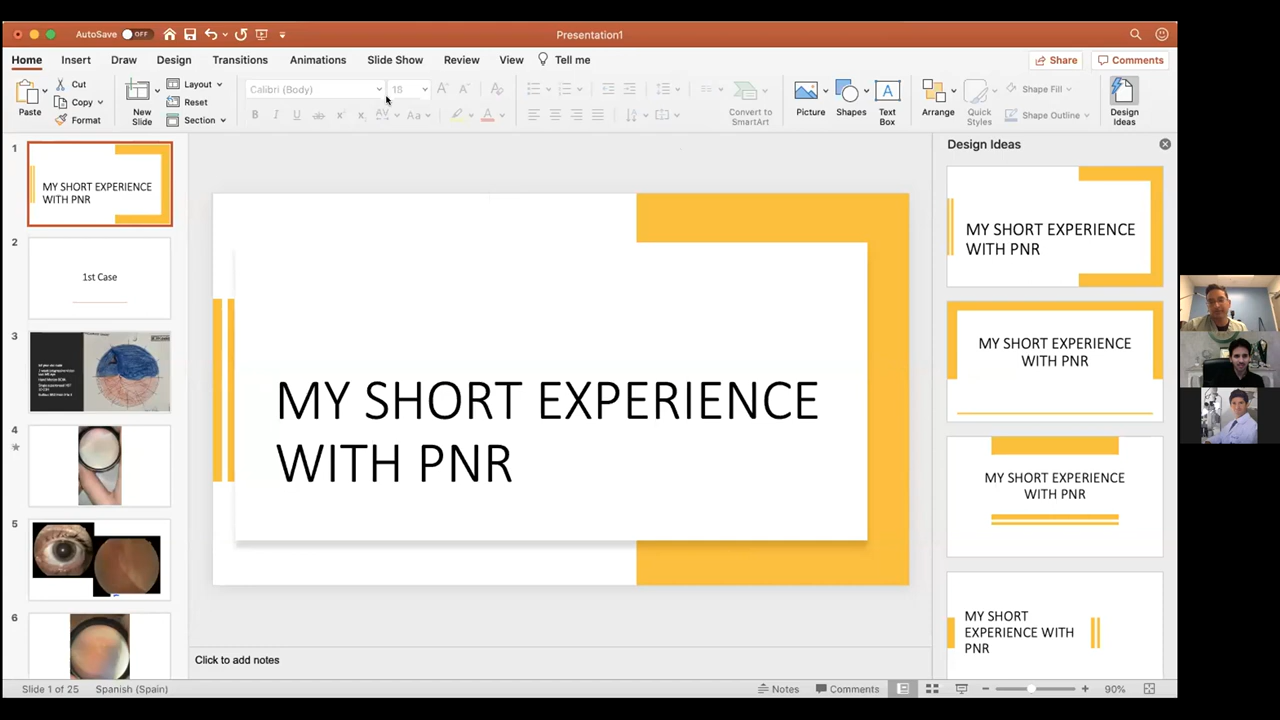 AutoSave OFF
Presentation1
Home Insert Draw Design Transitions Animations Slide Show Review View Tell me
Share Comments
Paste
Cut
Copy
Format
New Slide
Layout
Reset
Section
Calibri (Body) 18
Convert to SmartArt
Picture
Shapes
Text Box
Arrange
Quick Styles
Shape Fill
Shape Outline
Design Ideas
1
MY SHORT EXPERIENCE
WITH PNR
2
1st Case
3
4
5
6
MY SHORT EXPERIENCE
WITH PNR
Click to add notes
Design Ideas
MY SHORT EXPERIENCE
WITH PNR
MY SHORT EXPERIENCE
WITH PNR
MY SHORT EXPERIENCE
WITH PNR
MY SHORT
EXPERIENCE WITH
PNR
Slide 1 of 25 Spanish (Spain) Notes Comments 90%